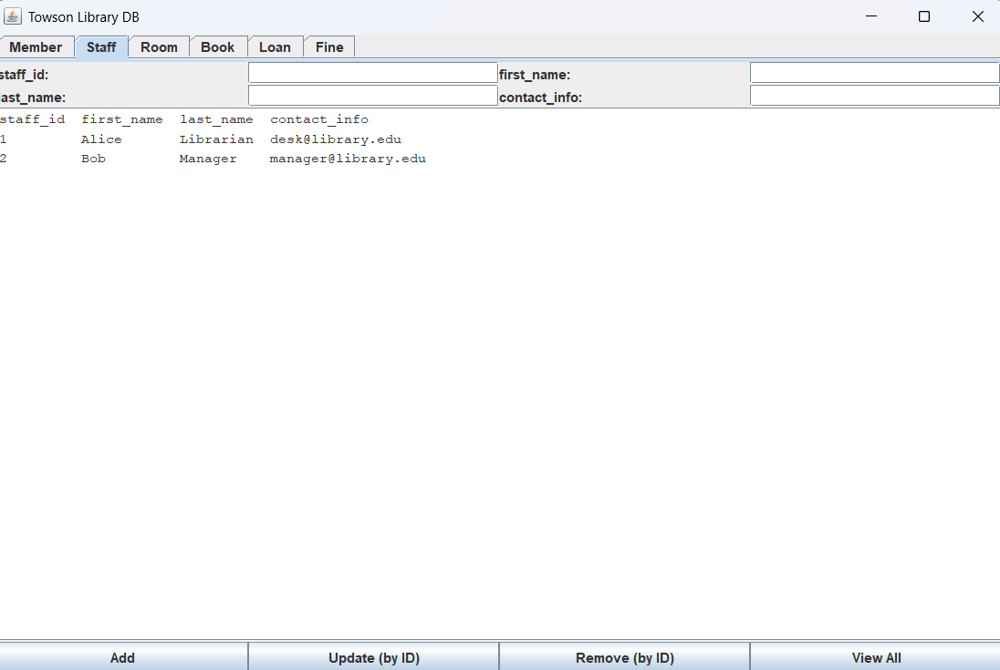 Towson Library DB
Member Staff Room Book Loan Fine
staff_id: first_name:
last_name: contact_info:
staff_id first_name last_name contact_info
1 Alice Librarian desk@library.edu
2 Bob Manager manager@library.edu
Add Update (by ID) Remove (by ID) View All